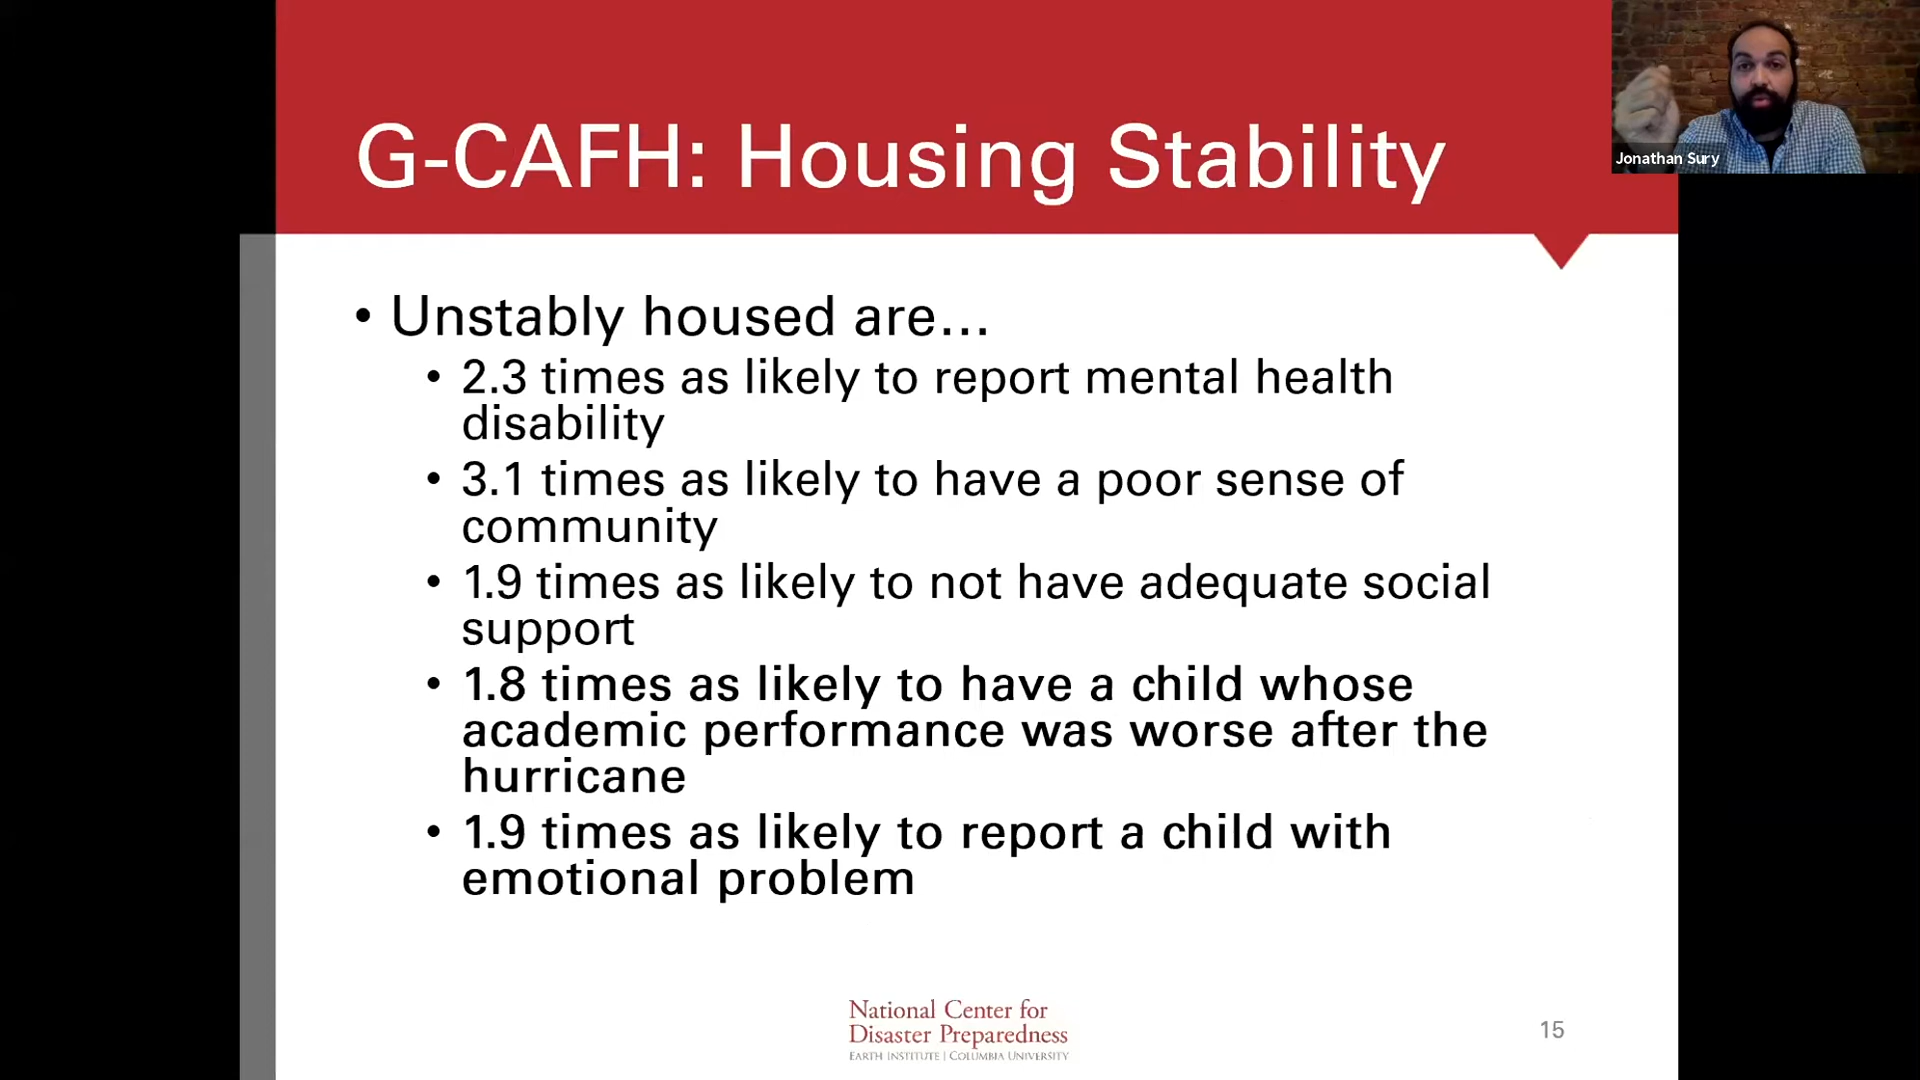 G-CAFH: Housing Stability
Jonathan Sury
• Unstably housed are...
• 2.3 times as likely to report mental health
disability
• 3.1 times as likely to have a poor sense of
community
• 1.9 times as likely to not have adequate social
support
• 1.8 times as likely to have a child whose
academic performance was worse after the
hurricane
• 1.9 times as likely to report a child with
emotional problem
National Center for
Disaster Preparedness
EARTH INSTITUTE | COLUMBIA UNIVERSITY
15